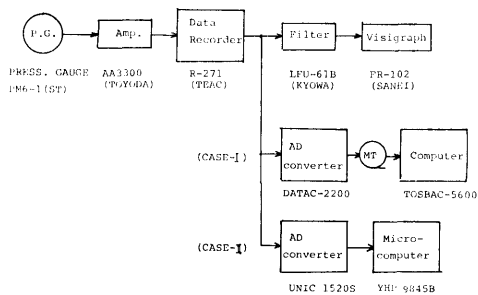 P.G.
Amp.
Data
Recorder
Filter
Visigraph
PRESS. GAUGE
PM6-1(ST)
AA3300
(TOYODA)
R-271
(TEAC)
LFU-61B
(KYOWA)
FR-102
(SANEI)
(CASE-I)
AD
converter
MT
Computer
DATAC-2200
TOSBAC-5600
(CASE-I)
AD
converter
Micro-
computer
UNIC 1520S
YHP 9845B